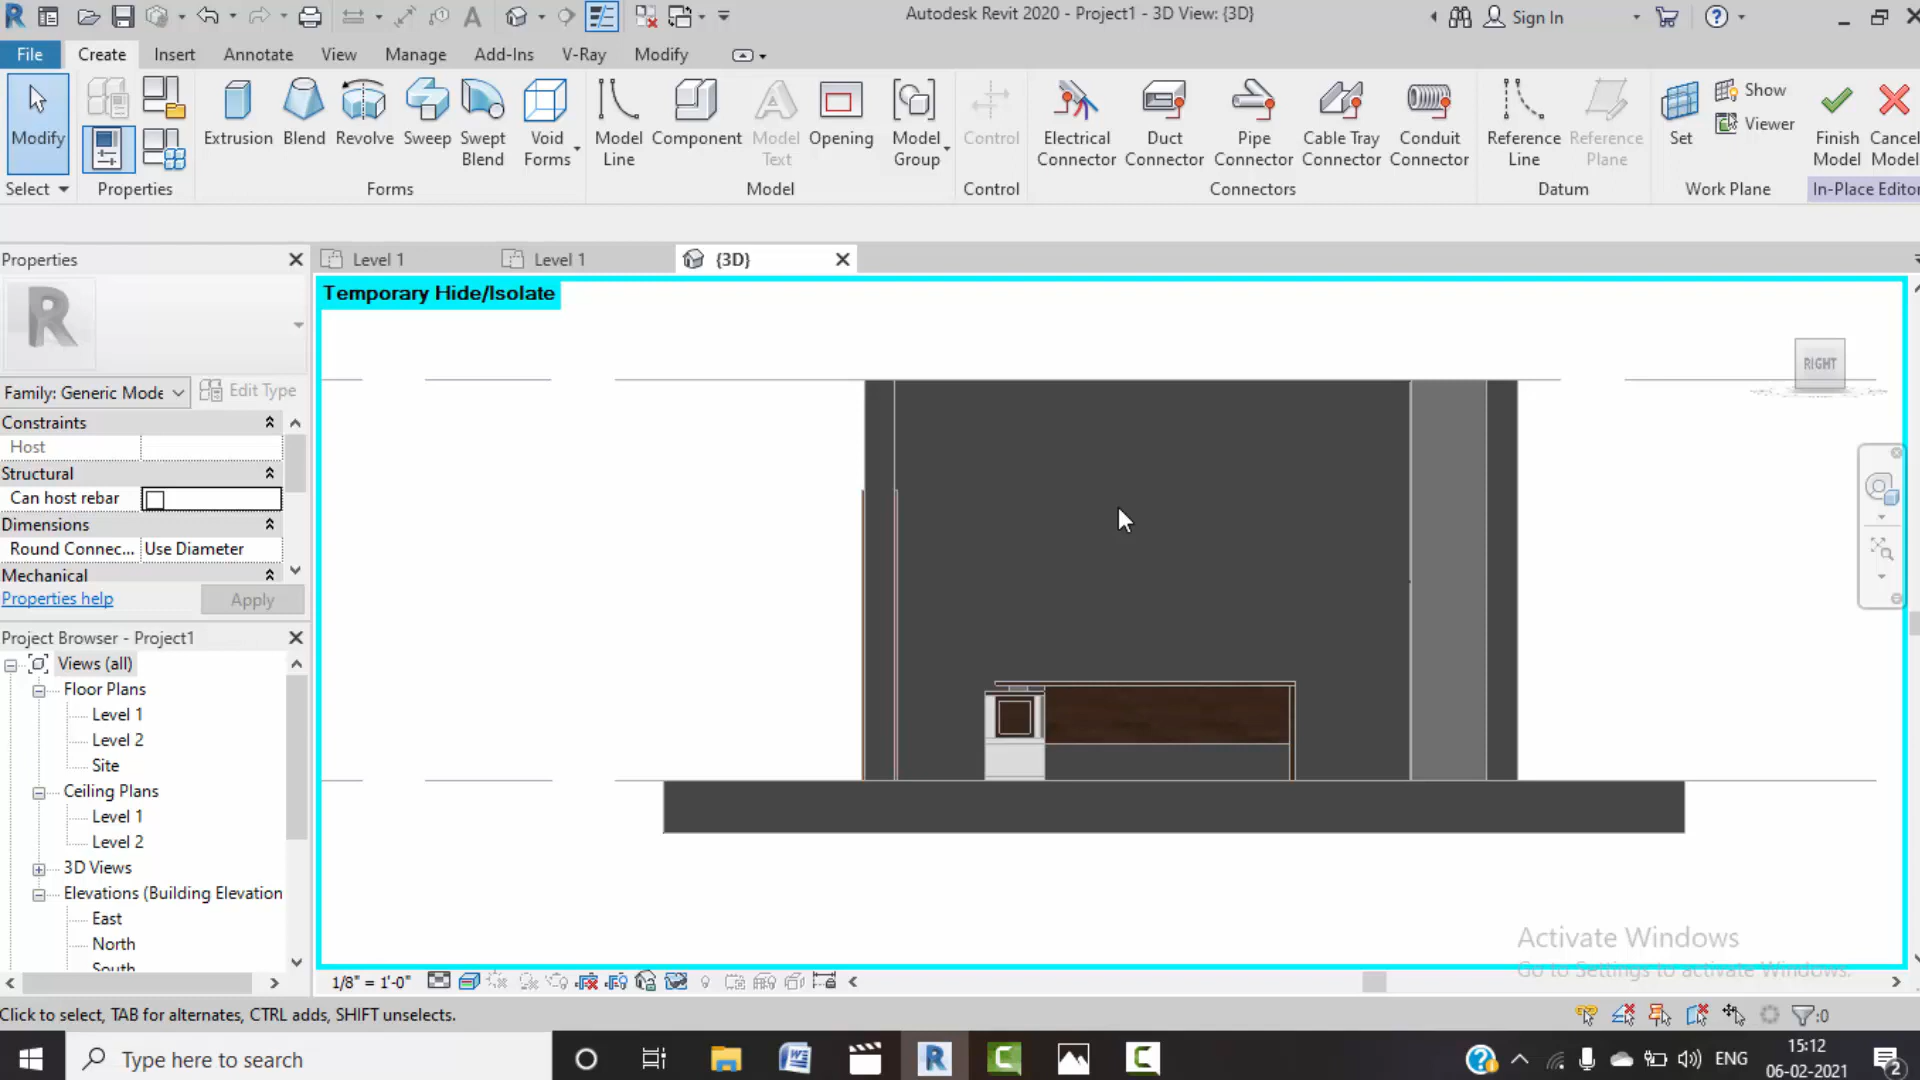 Autodesk Revit 2020 - Project1 - 3D View: {3D}
Sign In
File Create Insert Annotate View Manage Add-Ins V-Ray Modify
Modify
Extrusion Blend Revolve Sweep Swept Blend Void Forms
Model Line Component Model Text Opening Model Group
Control
Electrical Connector Duct Connector Pipe Connector Cable Tray Connector Conduit Connector
Reference Line Reference Plane
Set Show Viewer
Finish Model Cancel Model
Select Properties Forms Model Control Connectors Datum Work Plane In-Place Editor
Properties
Level 1
Level 1
{3D}
Temporary Hide/Isolate
RIGHT
Family: Generic Mode
Edit Type
Constraints
Host
Structural
Can host rebar
Dimensions
Round Connec... Use Diameter
Mechanical
Properties help
Apply
Project Browser - Project1
Views (all)
Floor Plans
Level 1
Level 2
Site
Ceiling Plans
Level 1
Level 2
3D Views
Elevations (Building Elevation
East
North
South
Activate Windows
Go to Settings to activate Windows.
1/8" = 1'-0"
Click to select, TAB for alternates, CTRL adds, SHIFT unselects.
:0
Type here to search
ENG
15:12
06-02-2021
2